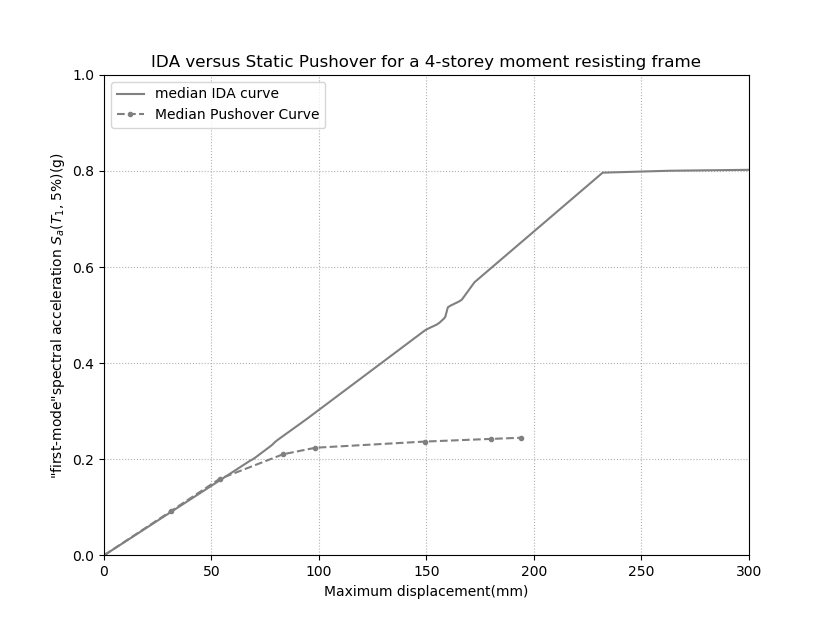 IDA versus Static Pushover for a 4-storey moment resisting frame
median IDA curve
Median Pushover Curve
"first-mode"spectral acceleration Sₐ(T₁, 5%)(g)
1.0
0.8
0.6
0.4
0.2
0.0
0 50 100 150 200 250 300
Maximum displacement(mm)